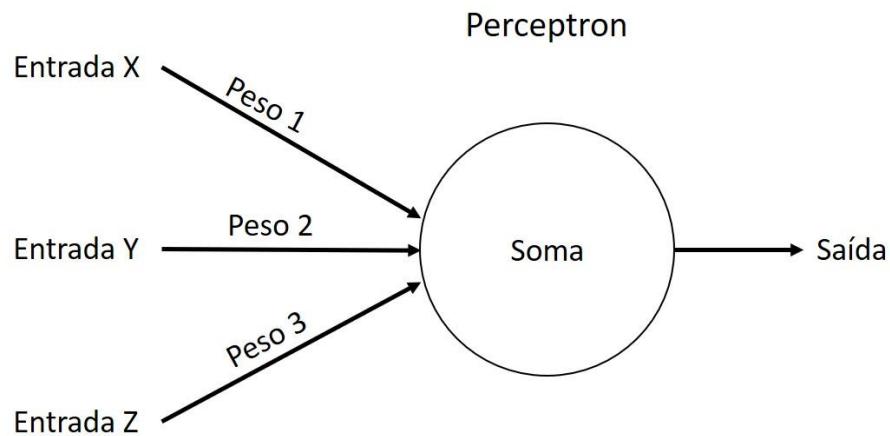 Perceptron
Entrada X
Peso 1
Entrada Y
Peso 2
Soma
Saída
Peso 3
Entrada Z